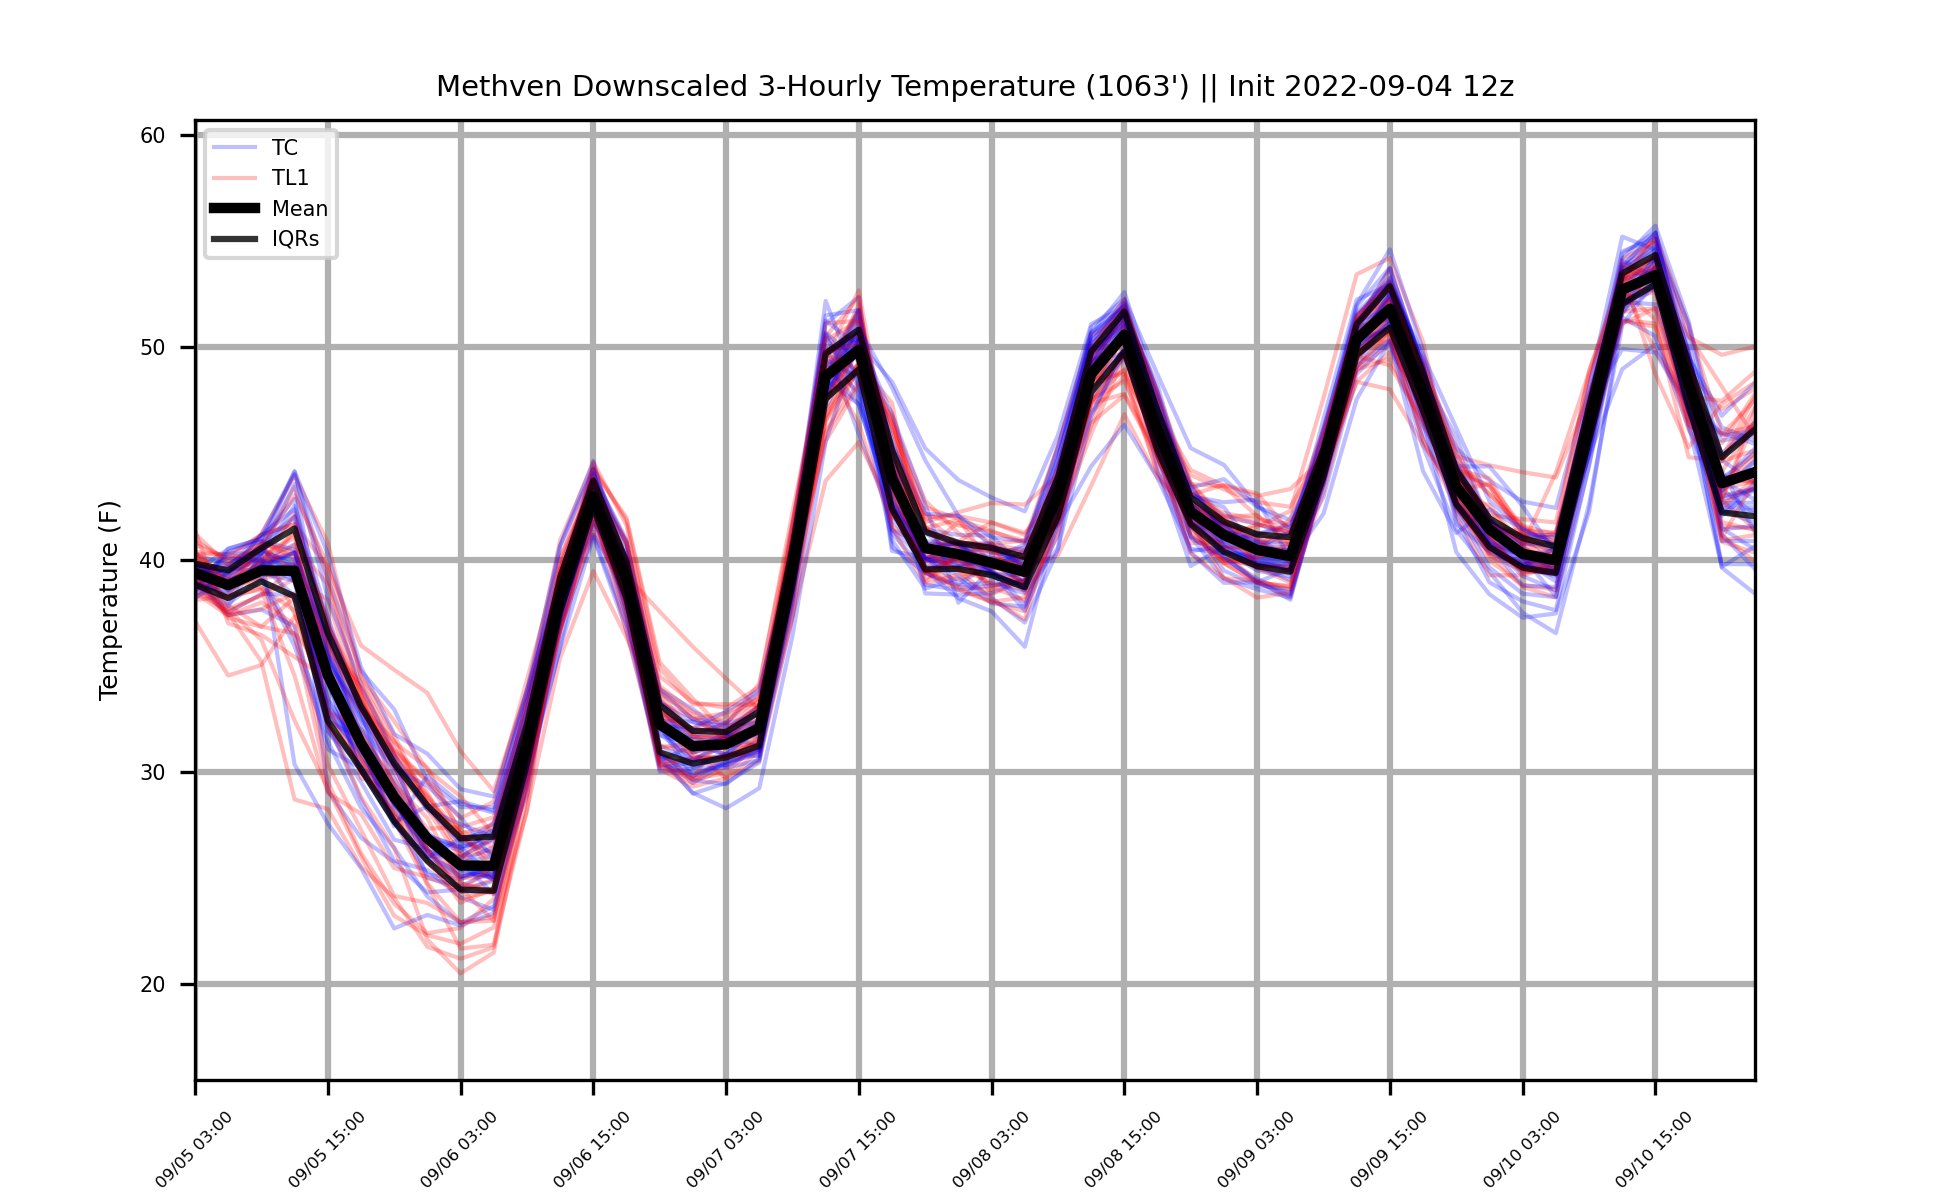 Methven Downscaled 3-Hourly Temperature (1063') || Init 2022-09-04 12z
TC
TL1
Mean
IQRs
Temperature (F)
60
50
40
30
20
09/05 03:00
09/05 15:00
09/06 03:00
09/06 15:00
09/07 03:00
09/07 15:00
09/08 03:00
09/08 15:00
09/09 03:00
09/09 15:00
09/10 03:00
09/10 15:00